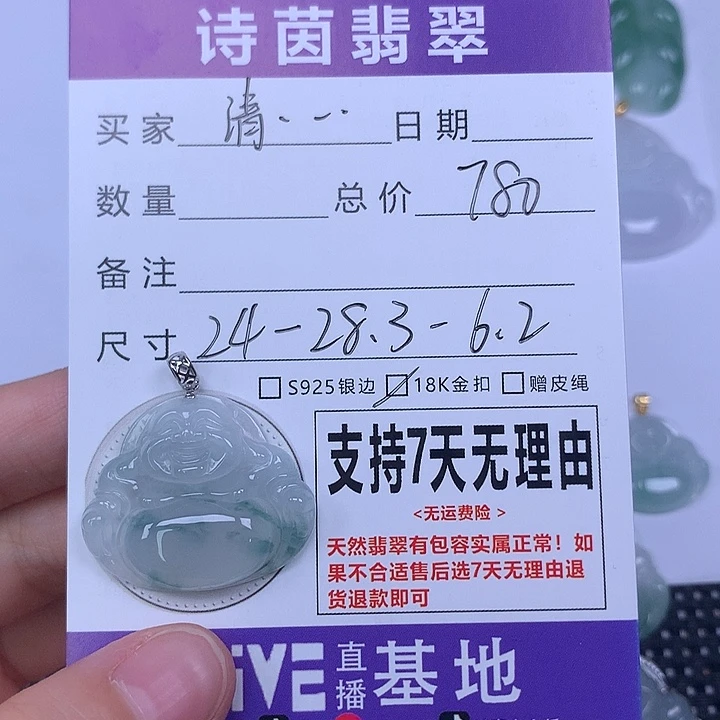 诗茵翡翠
买家 清... 日期
数量 总价 780
备注
尺寸 24-28.3-6.2
S925银边 18K金扣 赠皮绳
支持7天无理由
<无运费险>
天然翡翠有包容实属正常！如
果不合适售后选7天无理由退
货退款即可
LIVE 直播 基地